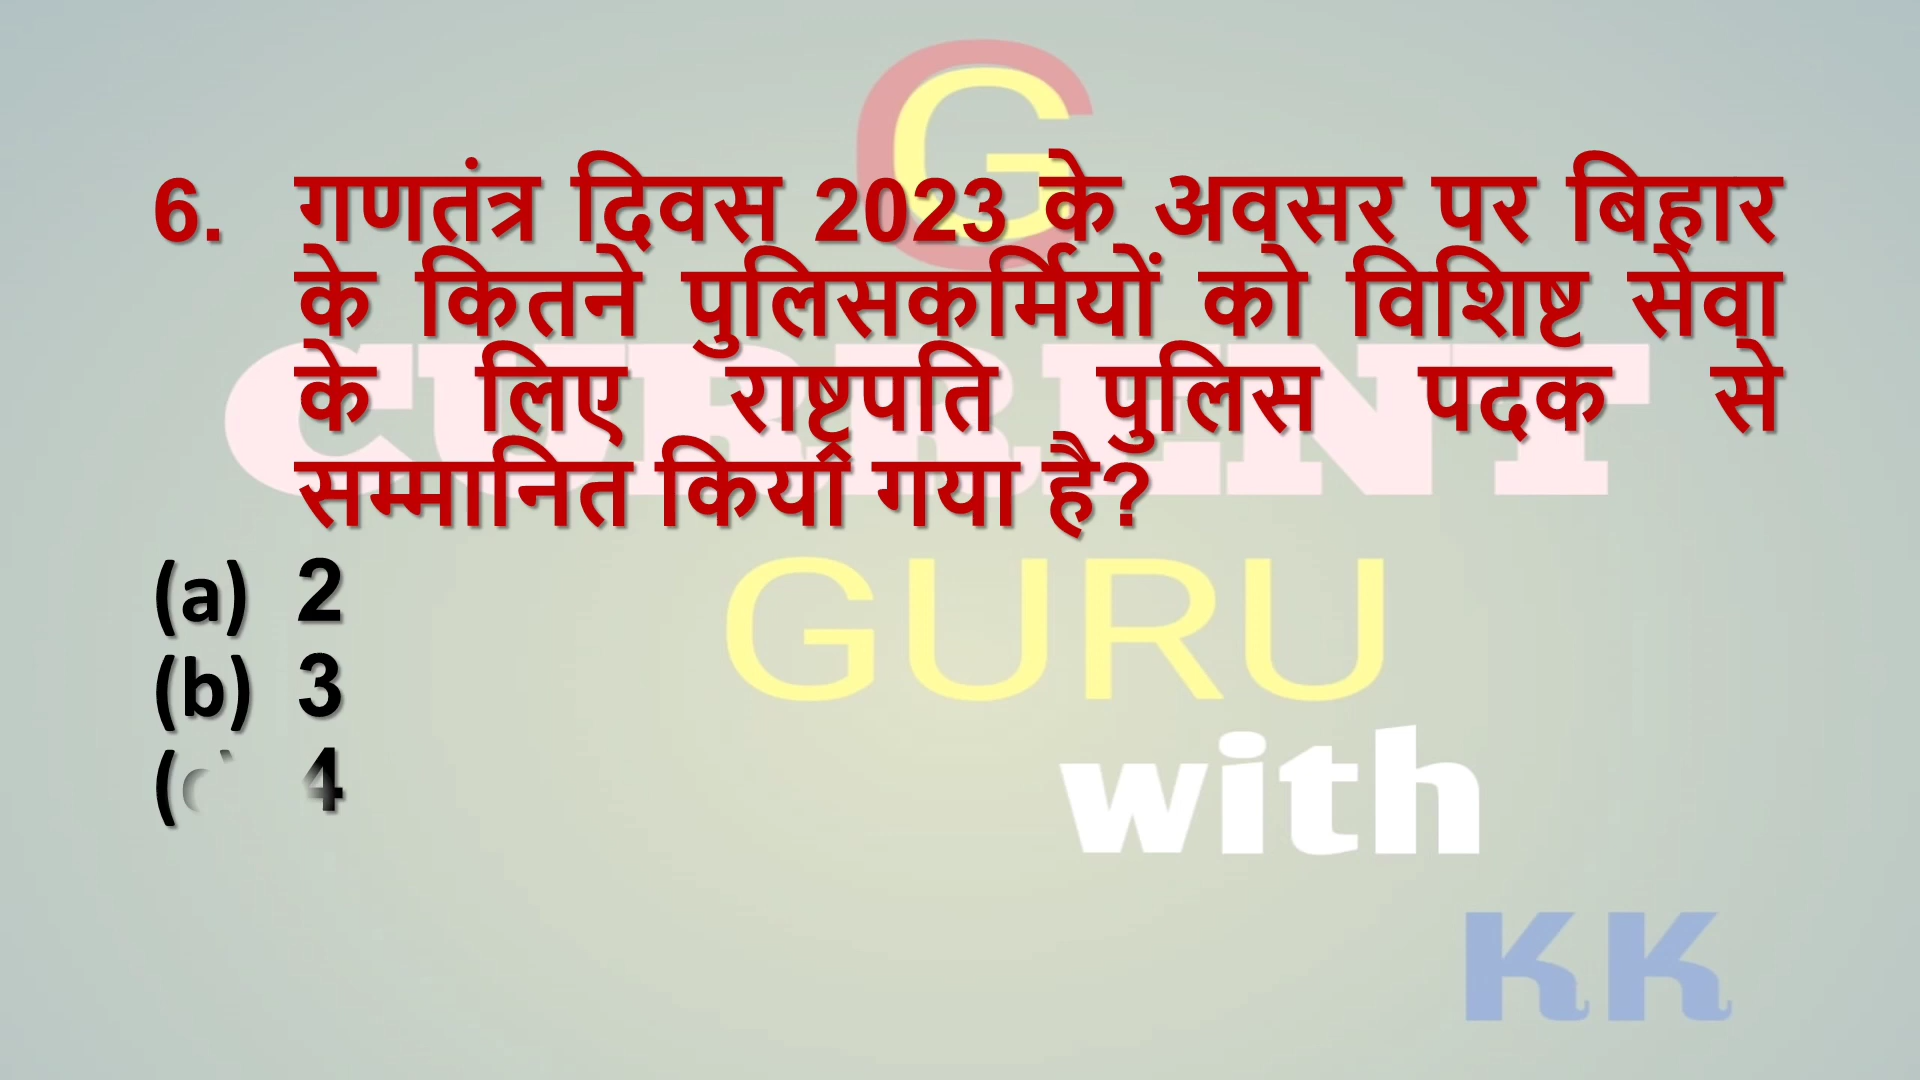 G
6. गणतंत्र दिवस 2023 के अवसर पर बिहार
के कितने पुलिसकर्मियों को विशिष्ट सेवा
के लिए राष्ट्रपति पुलिस पदक से
सम्मानित किया गया है?
CURRENT
(a) 2
GURU
(b) 3
with
(c) 4
KK